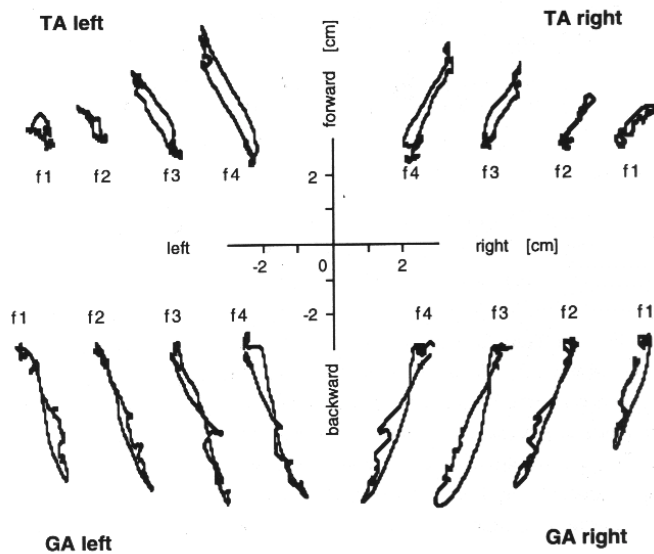 TA left
[cm]
TA right
forward
f1 f2 f3 f4
f4 f3 f2 f1
2
left
right [cm]
-2 0 2
-2
f1 f2 f3 f4
f4 f3 f2 f1
backward
GA left
GA right